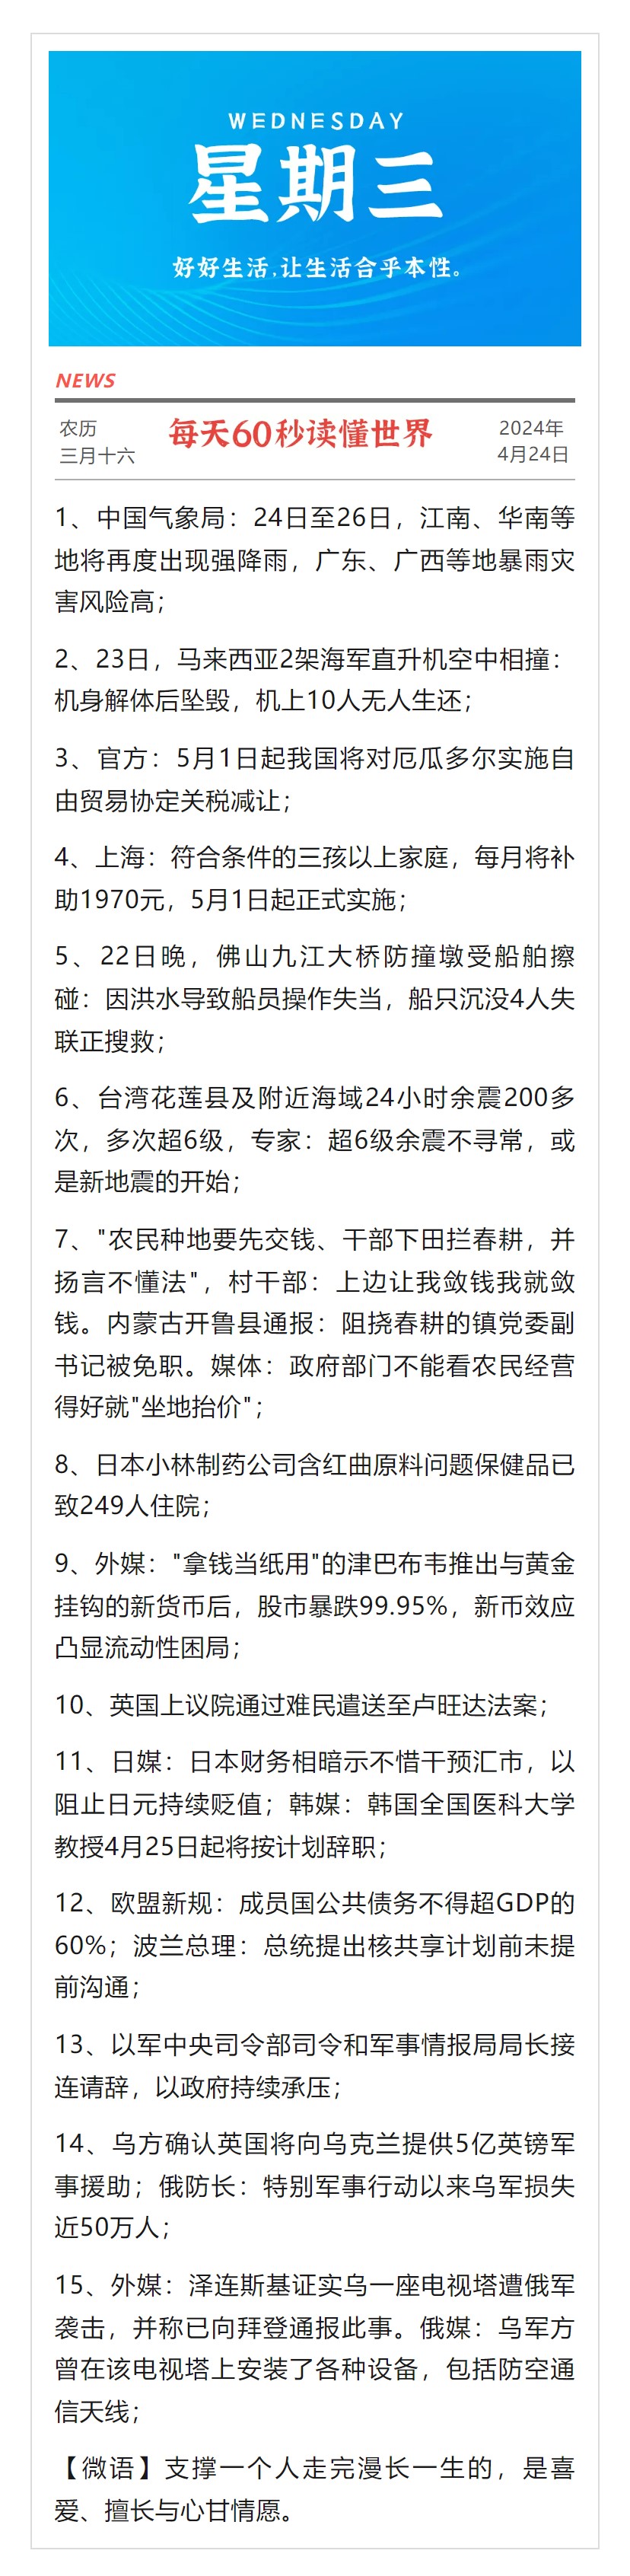 WEDNESDAY
星期三
好好生活,让生活合乎本性。
NEWS
农历
三月十六
每天60秒读懂世界
2024年
4月24日
1、中国气象局：24日至26日，江南、华南等
地将再度出现强降雨，广东、广西等地暴雨灾
害风险高；
2、23日，马来西亚2架海军直升机空中相撞：
机身解体后坠毁，机上10人无人生还；
3、官方：5月1日起我国将对厄瓜多尔实施自
由贸易协定关税减让；
4、上海：符合条件的三孩以上家庭，每月将补
助1970元，5月1日起正式实施；
5、22日晚，佛山九江大桥防撞墩受船舶擦
碰：因洪水导致船员操作失当，船只沉没4人失
联正搜救；
6、台湾花莲县及附近海域24小时余震200多
次，多次超6级，专家：超6级余震不寻常，或
是新地震的开始；
7、"农民种地要先交钱、干部下田拦春耕，并
扬言不懂法"，村干部：上边让我敛钱我就敛
钱。内蒙古开鲁县通报：阻挠春耕的镇党委副
书记被免职。媒体：政府部门不能看农民经营
得好就"坐地抬价"；
8、日本小林制药公司含红曲原料问题保健品已
致249人住院；
9、外媒："拿钱当纸用"的津巴布韦推出与黄金
挂钩的新货币后，股市暴跌99.95%，新币效应
凸显流动性困局；
10、英国上议院通过难民遣送至卢旺达法案；
11、日媒：日本财务相暗示不惜干预汇市，以
阻止日元持续贬值；韩媒：韩国全国医科大学
教授4月25日起将按计划辞职；
12、欧盟新规：成员国公共债务不得超GDP的
60%；波兰总理：总统提出核共享计划前未提
前沟通；
13、以军中央司令部司令和军事情报局局长接
连请辞，以政府持续承压；
14、乌方确认英国将向乌克兰提供5亿英镑军
事援助；俄防长：特别军事行动以来乌军损失
近50万人；
15、外媒：泽连斯基证实乌一座电视塔遭俄军
袭击，并称已向拜登通报此事。俄媒：乌军方
曾在该电视塔上安装了各种设备，包括防空通
信天线；
【微语】支撑一个人走完漫长一生的，是喜
爱、擅长与心甘情愿。